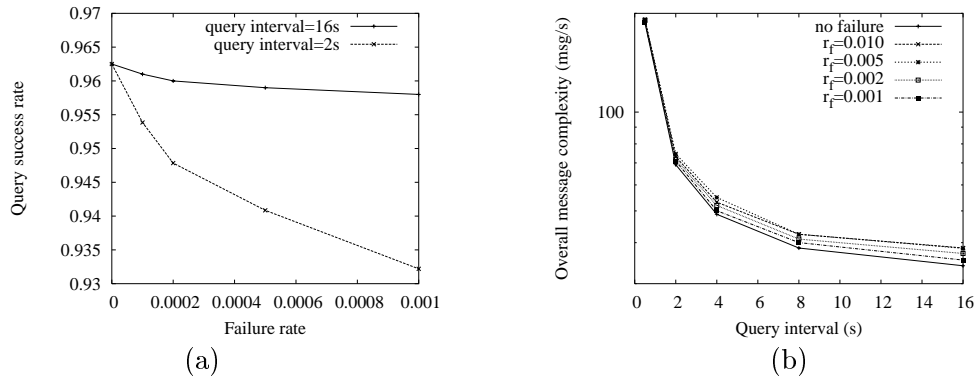 0.97
0.965
0.96
0.955
0.95
0.945
0.94
0.935
0.93
Query success rate
query interval=16s
query interval=2s
0 0.0002 0.0004 0.0006 0.0008 0.001
Failure rate
(a)
Overall message complexity (msg/s)
100
no failure
r_f=0.010
r_f=0.005
r_f=0.002
r_f=0.001
0 2 4 6 8 10 12 14 16
Query interval (s)
(b)